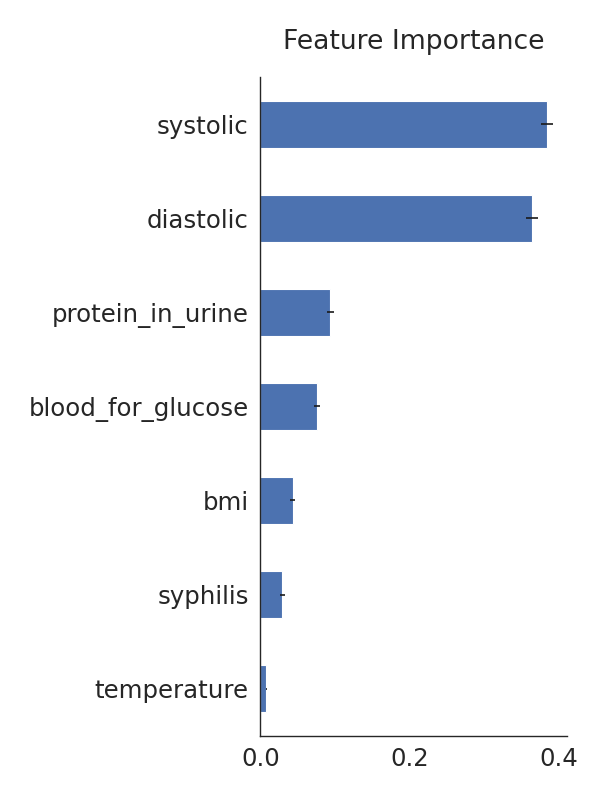 Feature Importance
systolic
diastolic
protein_in_urine
blood_for_glucose
bmi
syphilis
temperature
0.0 0.2 0.4